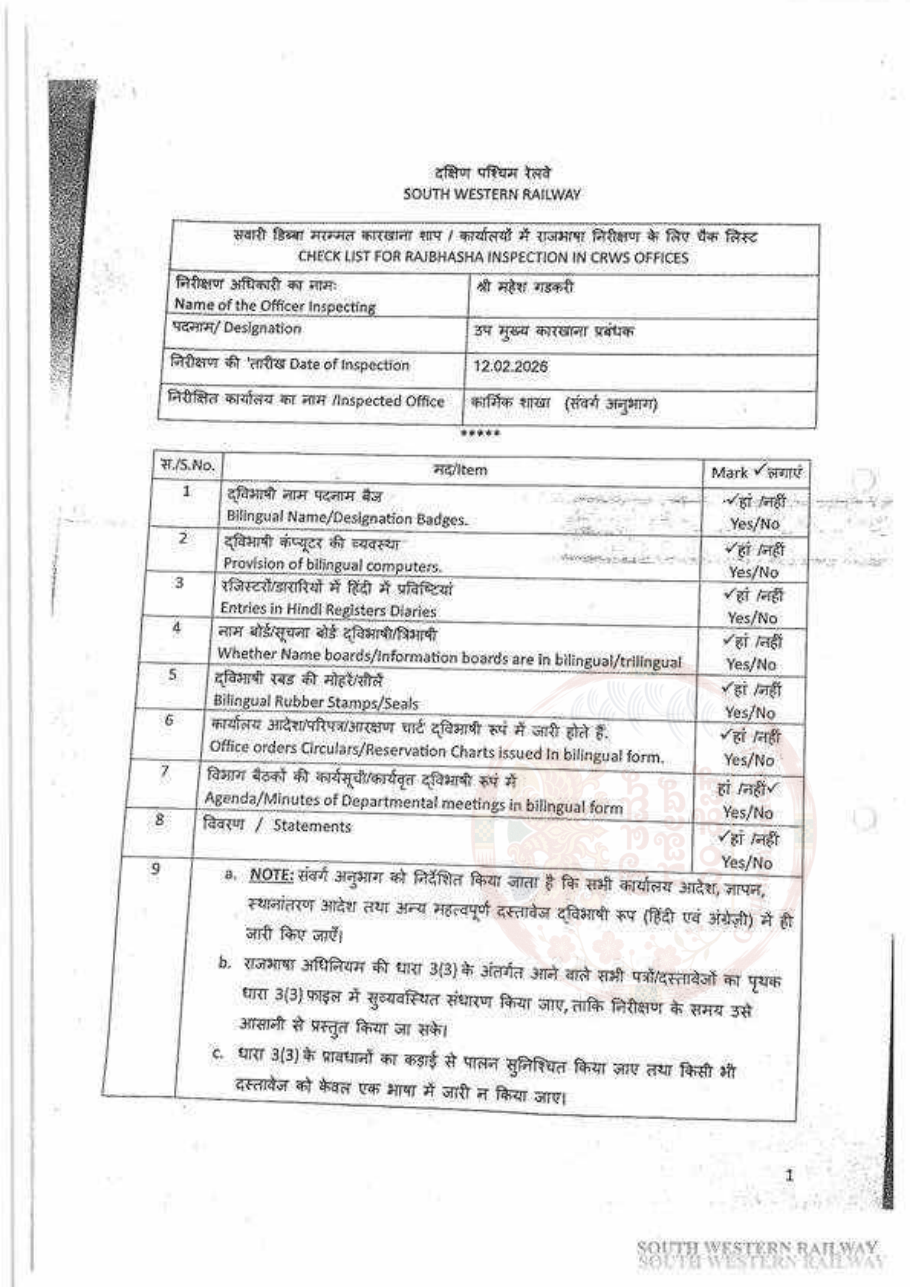 दक्षिण पश्चिम रेलवे
SOUTH WESTERN RAILWAY
सवारी डिब्बा मरम्मत कारखाना शाप / कार्यालयों में राजभाषा निरीक्षण के लिए चैक लिस्ट
CHECK LIST FOR RAJBHASHA INSPECTION IN CRWS OFFICES
निरीक्षण अधिकारी का नामः
Name of the Officer Inspecting
श्री महेश गडकरी
पदनाम/ Designation
उप मुख्य कारखाना प्रबंधक
निरीक्षण की 'तारीख Date of Inspection
12.02.2026
निरीक्षित कार्यालय का नाम /Inspected Office
कार्मिक शाखा (संवर्ग अनुभाग)
*****
स./S.No.
मद/Item
Mark ✓लगाएं
1
द्विभाषी नाम पदनाम बैज
Bilingual Name/Designation Badges.
✓हां /नहीं
Yes/No
2
द्विभाषी कंप्यूटर की व्यवस्था
Provision of bilingual computers.
✓हां /नहीं
Yes/No
3
रजिस्टरों/डारारियों में हिंदी में प्रविष्टियां
Entries in Hindi Registers Diaries
✓हां /नहीं
Yes/No
4
नाम बोर्ड/सूचना बोर्ड द्विभाषी/त्रिभाषी
Whether Name boards/Information boards are in bilingual/trilingual
✓हां /नहीं
Yes/No
5
द्विभाषी रबड की मोहरें/सीलें
Bilingual Rubber Stamps/Seals
✓हां /नहीं
Yes/No
6
कार्यालय आदेश/परिपत्र/आरक्षण चार्ट द्विभाषी रूप में जारी होते हैं.
Office orders Circulars/Reservation Charts issued In bilingual form.
✓हां /नहीं
Yes/No
7
विभाग बैठकों की कार्यसूची/कार्यवृत द्विभाषी रूप में
Agenda/Minutes of Departmental meetings in bilingual form
हां /नहीं✓
Yes/No
8
विवरण / Statements
✓हां /नहीं
Yes/No
9
a. NOTE: संवर्ग अनुभाग को निर्देशित किया जाता है कि सभी कार्यालय आदेश, ज्ञापन,
स्थानांतरण आदेश तथा अन्य महत्वपूर्ण दस्तावेज द्विभाषी रूप (हिंदी एवं अंग्रेज़ी) में ही
जारी किए जाएँ।
b. राजभाषा अधिनियम की धारा 3(3) के अंतर्गत आने वाले सभी पत्रों/दस्तावेजों का पृथक
धारा 3(3) फ़ाइल में सुव्यवस्थित संधारण किया जाए, ताकि निरीक्षण के समय उसे
आसानी से प्रस्तुत किया जा सके।
c. धारा 3(3) के प्रावधानों का कड़ाई से पालन सुनिश्चित किया जाए तथा किसी भी
दस्तावेज को केवल एक भाषा में जारी न किया जाए।
1
SOUTH WESTERN RAILWAY
SOUTH WESTERN RAILWAY